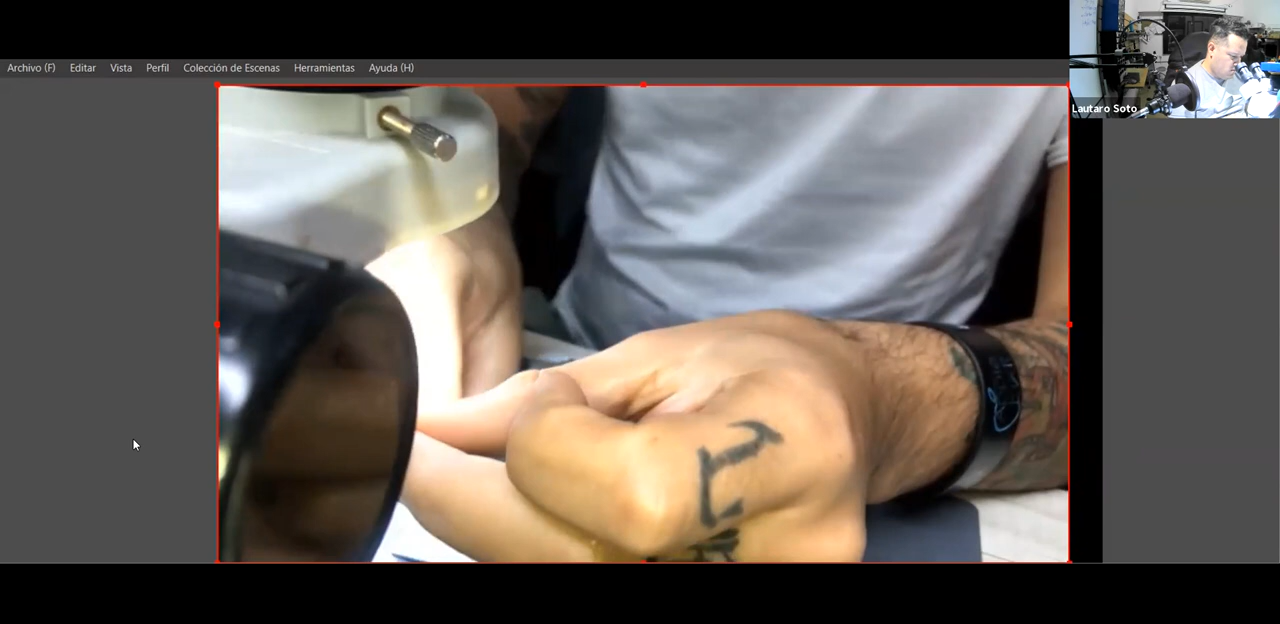 Archivo (F) Editar Vista Perfil Colección de Escenas Herramientas Ayuda (H)
Lautaro Soto